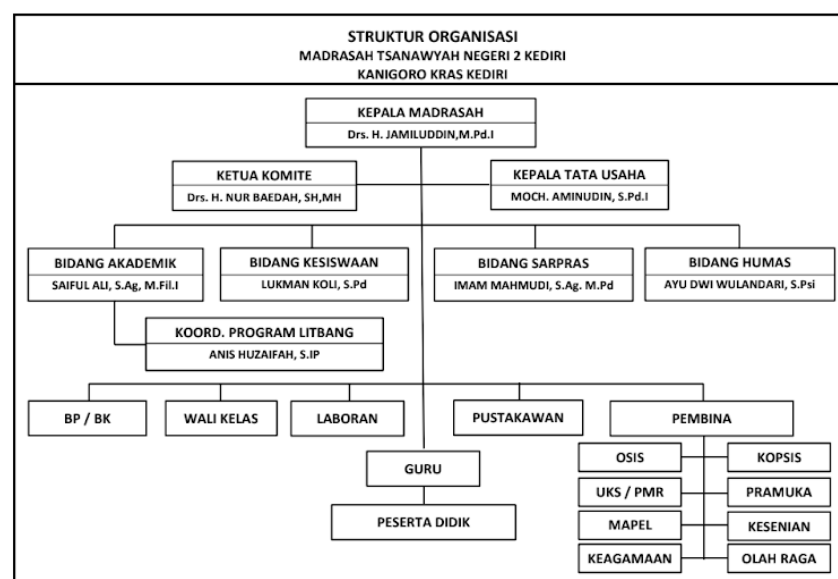 STRUKTUR ORGANISASI
MADRASAH TSANAWYAH NEGERI 2 KEDIRI
KANIGORO KRAS KEDIRI
KEPALA MADRASAH
Drs. H. JAMILUDDIN,M.Pd.I
KETUA KOMITE
Drs. H. NUR BAEDAH, SH,MH
KEPALA TATA USAHA
MOCH. AMINUDIN, S.Pd.I
BIDANG AKADEMIK
SAIFUL ALI, S.Ag, M.Fil.I
BIDANG KESISWAAN
LUKMAN KOLI, S.Pd
BIDANG SARPRAS
IMAM MAHMUDI, S.Ag. M.Pd
BIDANG HUMAS
AYU DWI WULANDARI, S.Psi
KOORD. PROGRAM LITBANG
ANIS HUZAIFAH, S.IP
BP / BK
WALI KELAS
LABORAN
PUSTAKAWAN
PEMBINA
GURU
PESERTA DIDIK
OSIS
KOPSIS
UKS / PMR
PRAMUKA
MAPEL
KESENIAN
KEAGAMAAN
OLAH RAGA